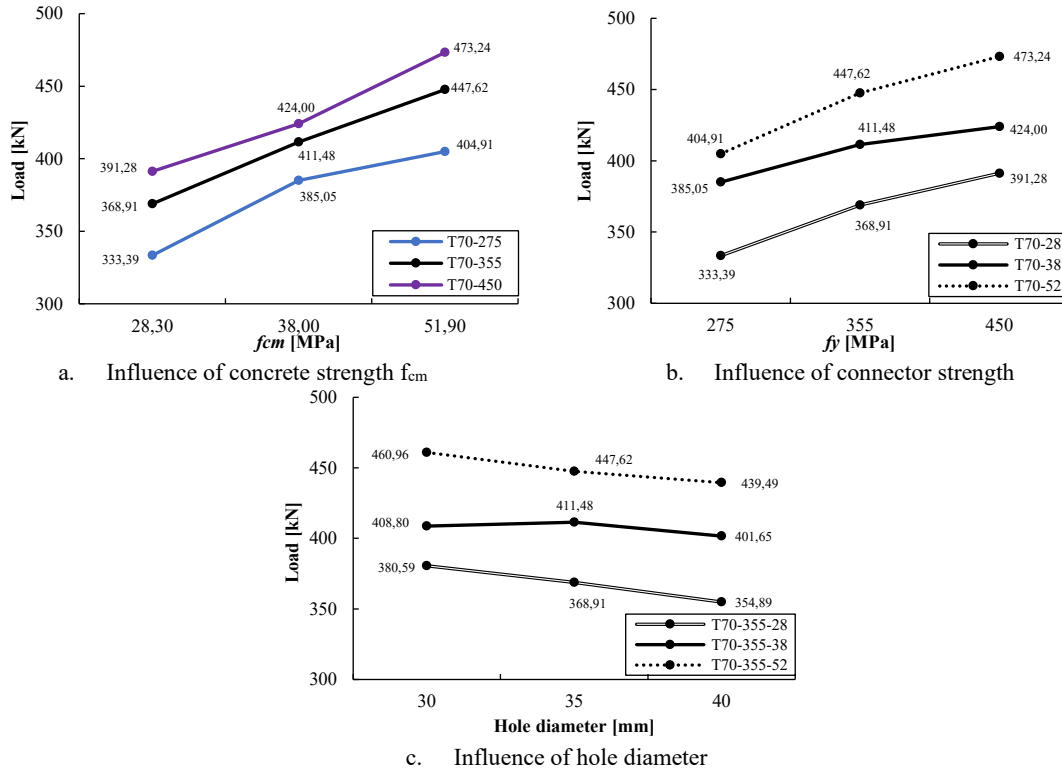 500
450
400
350
300
Load [kN]
473,24
447,62
424,00
404,91
391,28
411,48
368,91
385,05
333,39
T70-275
T70-355
T70-450
28,30 38,00 51,90
fcm [MPa]
a. Influence of concrete strength fcm
500
450
400
350
300
Load [kN]
473,24
447,62
424,00
404,91
411,48
391,28
385,05
368,91
333,39
T70-28
T70-38
T70-52
275 355 450
fy [MPa]
b. Influence of connector strength
500
450
400
350
300
Load [kN]
460,96 447,62 439,49
408,80 411,48 401,65
380,59 368,91 354,89
T70-355-28
T70-355-38
T70-355-52
30 35 40
Hole diameter [mm]
c. Influence of hole diameter